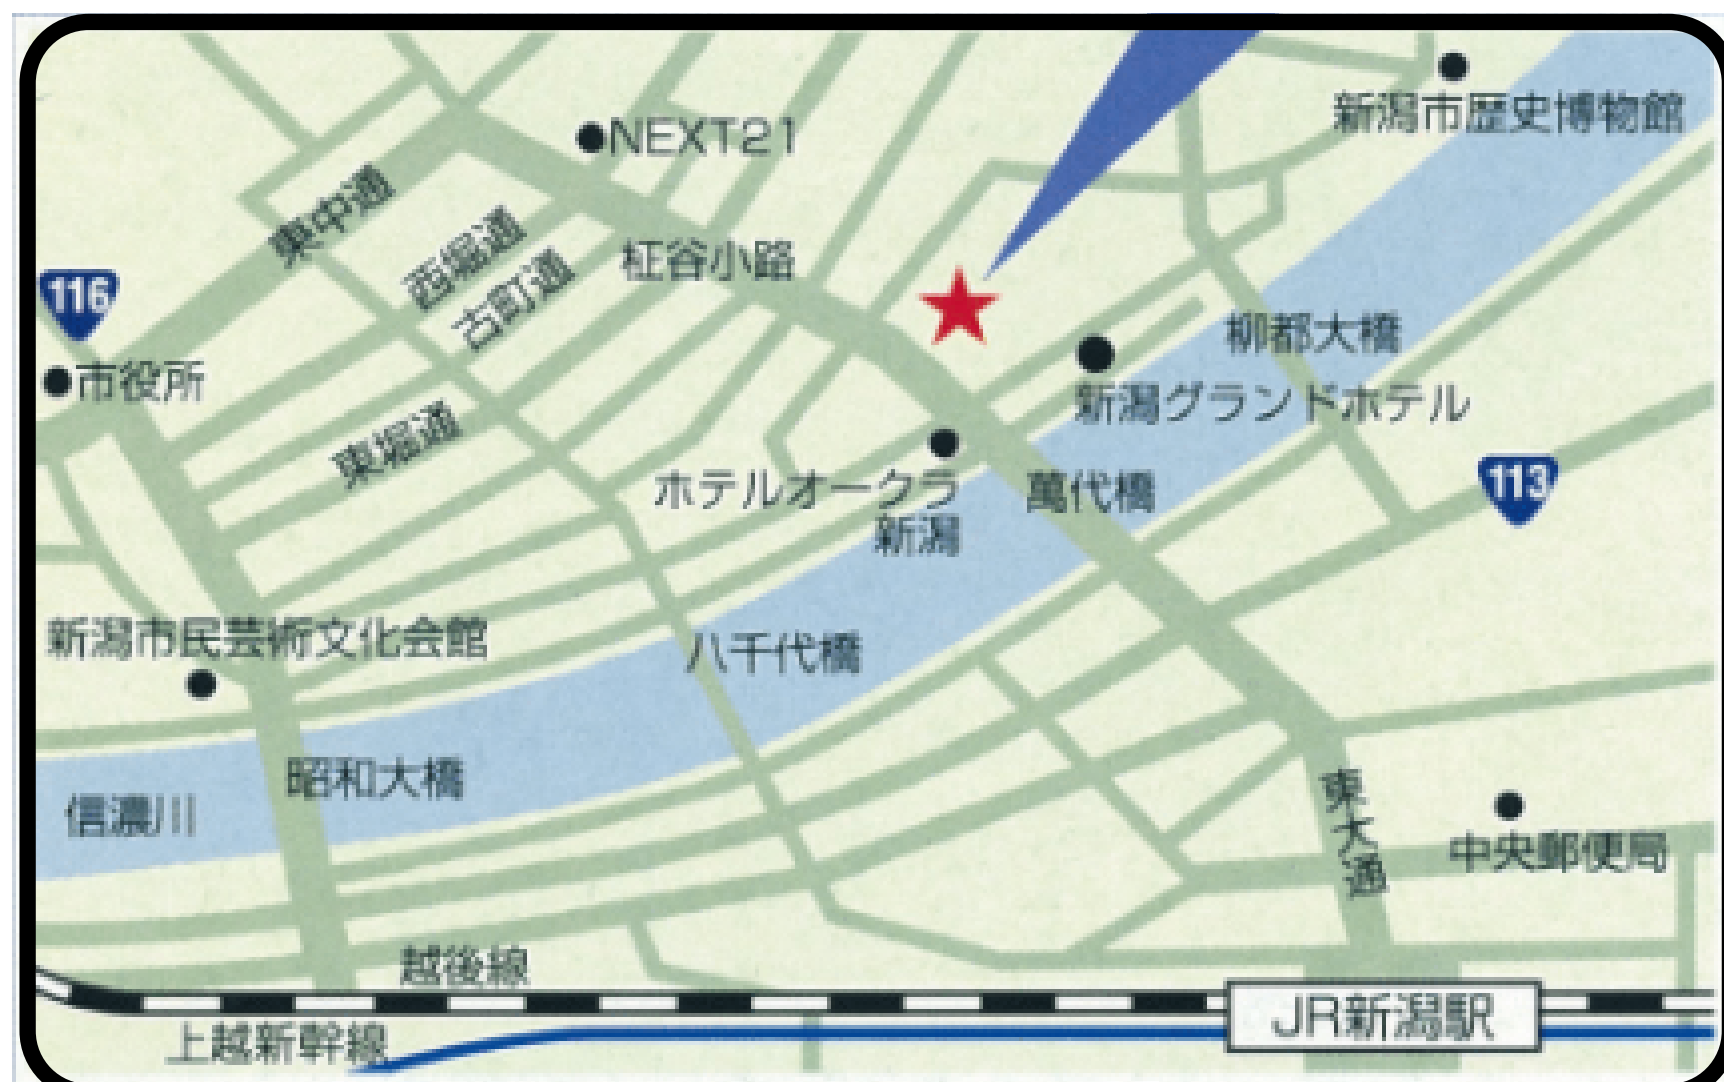 新潟市歴史博物館
NEXT21
東中通
西堀通
古町通
柾谷小路
116
市役所
柳都大橋
新潟グランドホテル
東堀通
ホテルオークラ
新潟
萬代橋
113
新潟市民芸術文化会館
八千代橋
昭和大橋
信濃川
東大通
中央郵便局
越後線
JR新潟駅
上越新幹線